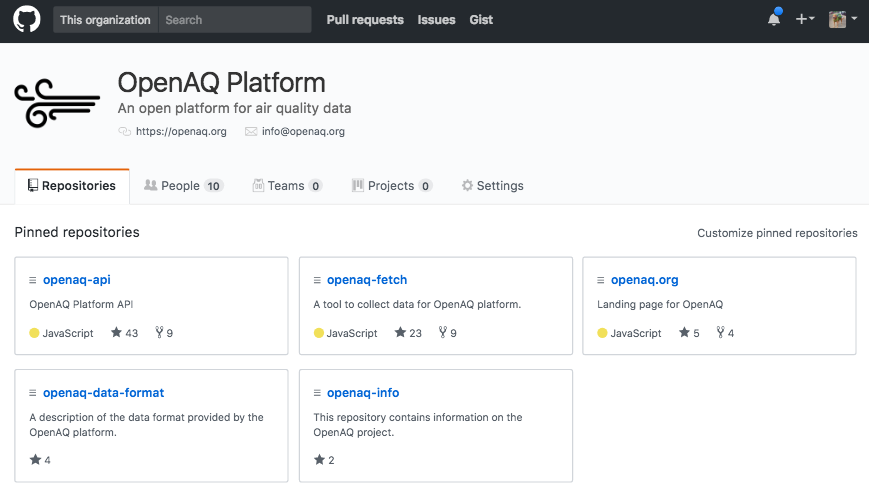 This organization Search Pull requests Issues Gist
OpenAQ Platform
An open platform for air quality data
https://openaq.org info@openaq.org
Repositories People 10 Teams 0 Projects 0 Settings
Pinned repositories Customize pinned repositories
openaq-api
OpenAQ Platform API
JavaScript 43 9
openaq-fetch
A tool to collect data for OpenAQ platform.
JavaScript 23 9
openaq.org
Landing page for OpenAQ
JavaScript 5 4
openaq-data-format
A description of the data format provided by the
OpenAQ platform.
4
openaq-info
This repository contains information on the
OpenAQ project.
2